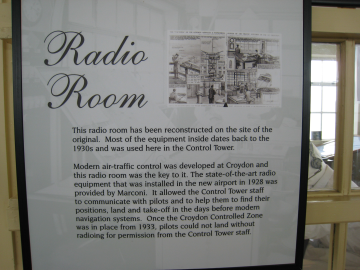 Radio
Room
This radio room has been reconstructed on the site of the
original. Most of the equipment inside dates back to the
1930s and was used here in the Control Tower.
Modern air-traffic control was developed at Croydon and
this radio room was the key to it. The state-of-the-art radio
equipment that was installed in the new airport in 1928 was
provided by Marconi. It allowed the Control Tower staff
to communicate with pilots and to help them to find their
positions, land and take-off in the days before modern
navigation systems. Once the Croydon Controlled Zone
was in place from 1933, pilots could not land without
radioing for permission from the Control Tower staff.